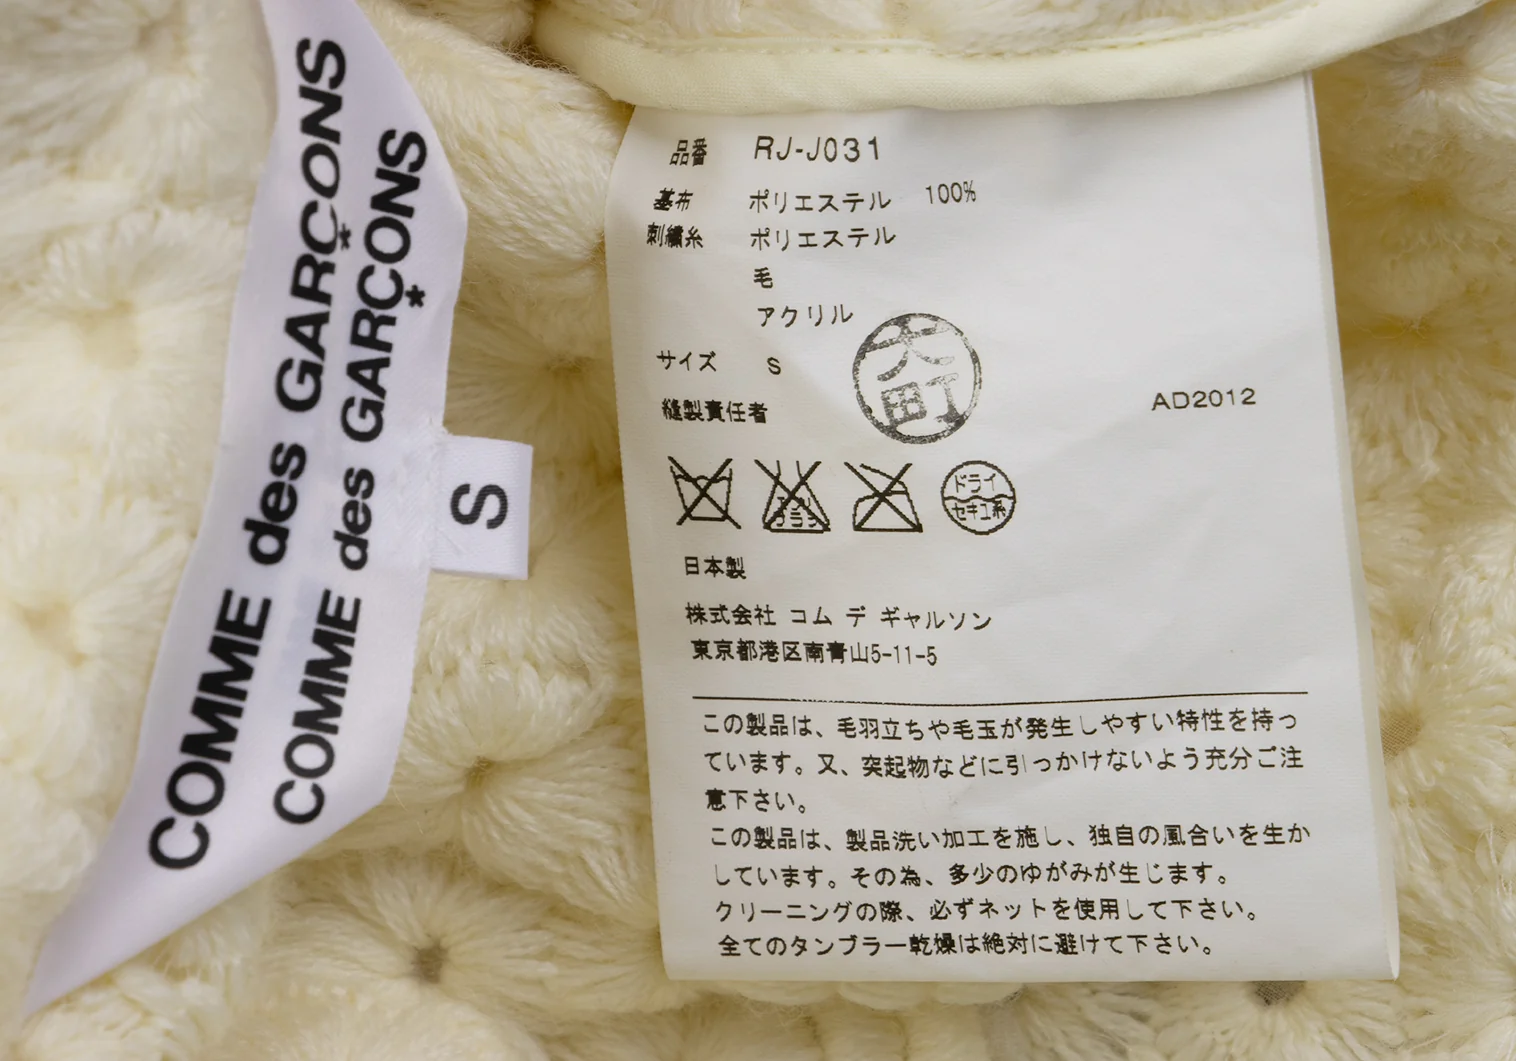 COMME des GARÇONS
COMME des GARÇONS
S
品番 RJ-J031
基布 ポリエステル 100%
刺繍糸 ポリエステル
毛
アクリル
サイズ S
縫製責任者 大町
AD2012
エンソ
フラフ
ドライ
セキユ系
日本製
株式会社 コム デ ギャルソン
東京都港区南青山5-11-5
この製品は、毛羽立ちや毛玉が発生しやすい特性を持っ
ています。又、突起物などに引っかけないよう充分ご注
意下さい。
この製品は、製品洗い加工を施し、独自の風合いを生か
しています。その為、多少のゆがみが生じます。
クリーニングの際、必ずネットを使用して下さい。
全てのタンブラー乾燥は絶対に避けて下さい。